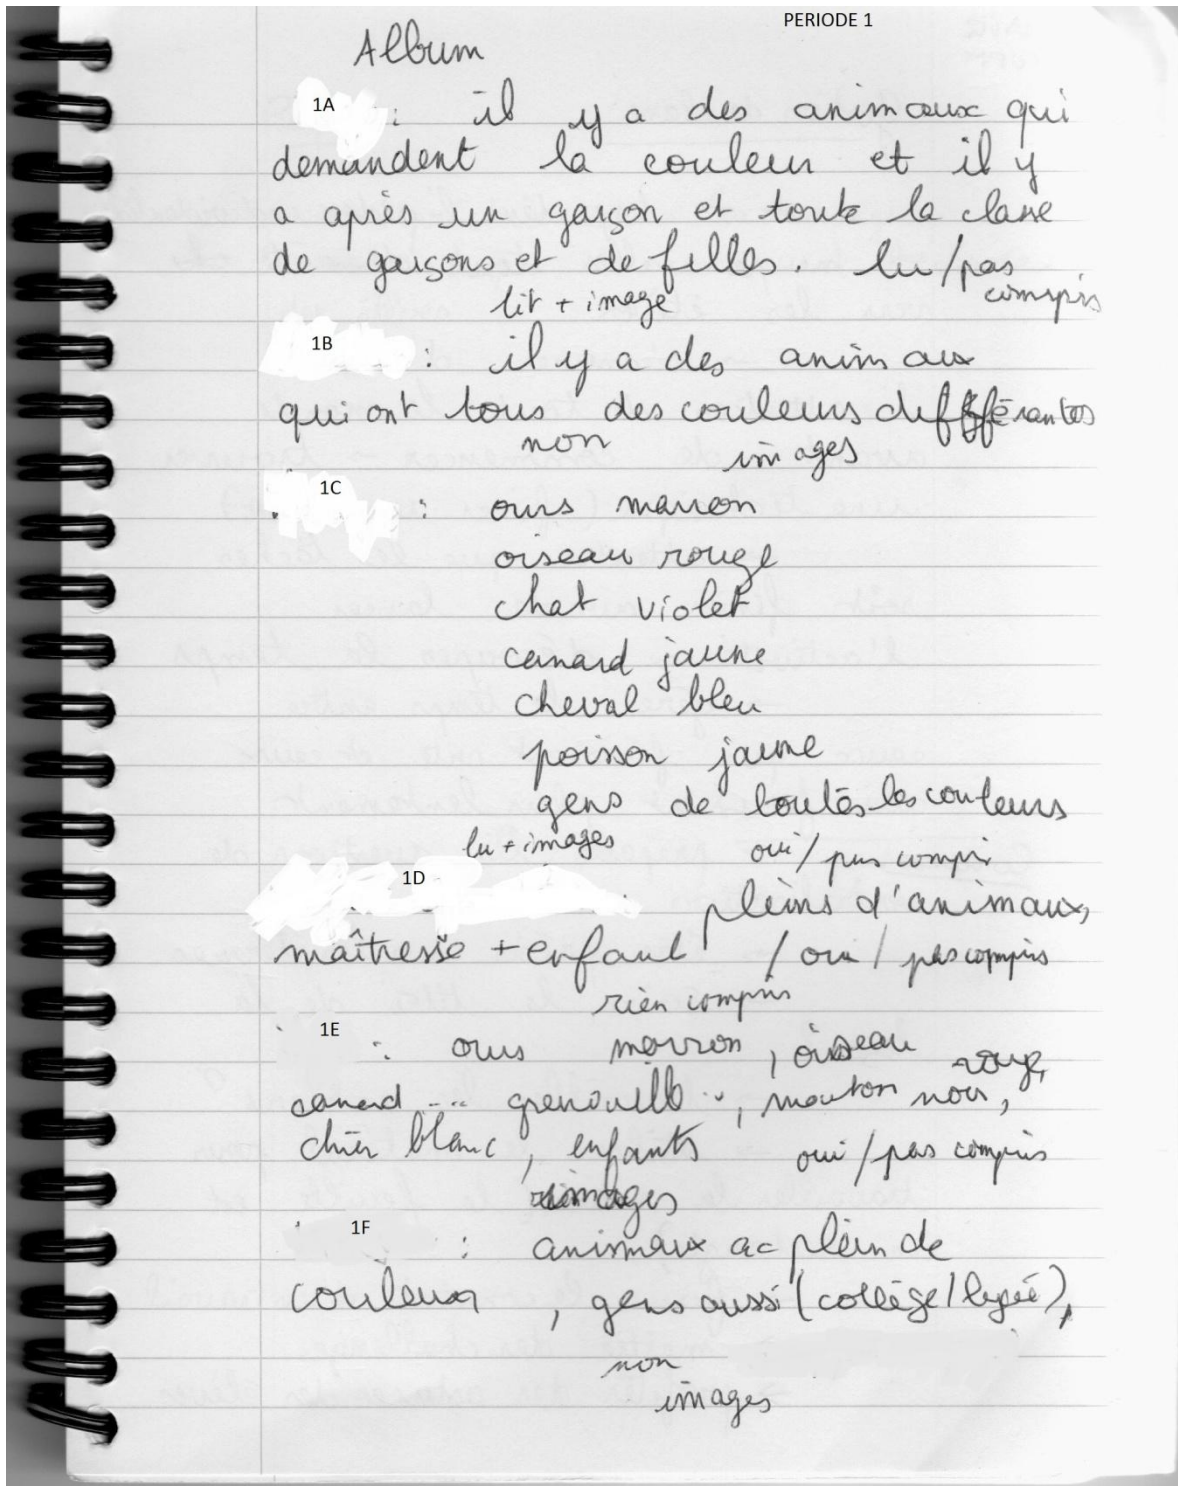 PERIODE 1
Album
1A : il y a des animaux qui
demandent la couleur et il y
a après un garçon et toute la classe
de garçons et de filles. lu/pas
compris
lit + image
1B : il y a des animaux
qui ont tous des couleurs différantes
non images
1C : ours marron
oiseau rouge
chat violet
canard jaune
cheval bleu
poisson jaune
gens de toutes les couleurs
lu + images oui/pas compri
1D : pleins d'animaux,
maîtresse + enfant / oui / pas compris
rien compris
1E : ours marron, oiseau rouge,
canard ... grenouille .., mouton noir,
chien blanc, enfants oui/pas compris
images
1F : animaux ac plein de
couleur, gens aussi (collège/lycée),
non
images